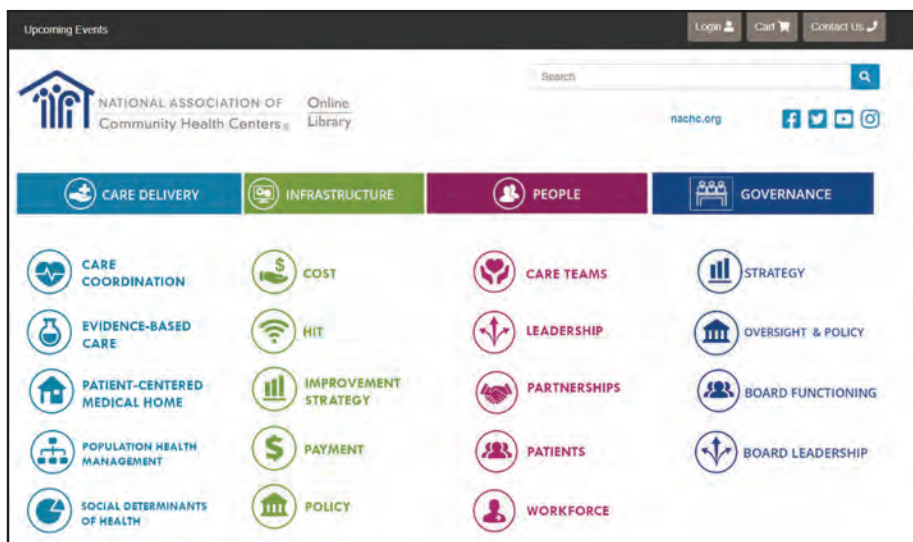 Upcoming Events
Login
Cart
Contact Us
Search
NATIONAL ASSOCIATION OF
Community Health Centers®
Online
Library
nachc.org
CARE DELIVERY
INFRASTRUCTURE
PEOPLE
GOVERNANCE
CARE
COORDINATION
EVIDENCE-BASED
CARE
PATIENT-CENTERED
MEDICAL HOME
POPULATION HEALTH
MANAGEMENT
SOCIAL DETERMINANTS
OF HEALTH
COST
HIT
IMPROVEMENT
STRATEGY
PAYMENT
POLICY
CARE TEAMS
LEADERSHIP
PARTNERSHIPS
PATIENTS
WORKFORCE
STRATEGY
OVERSIGHT & POLICY
BOARD FUNCTIONING
BOARD LEADERSHIP